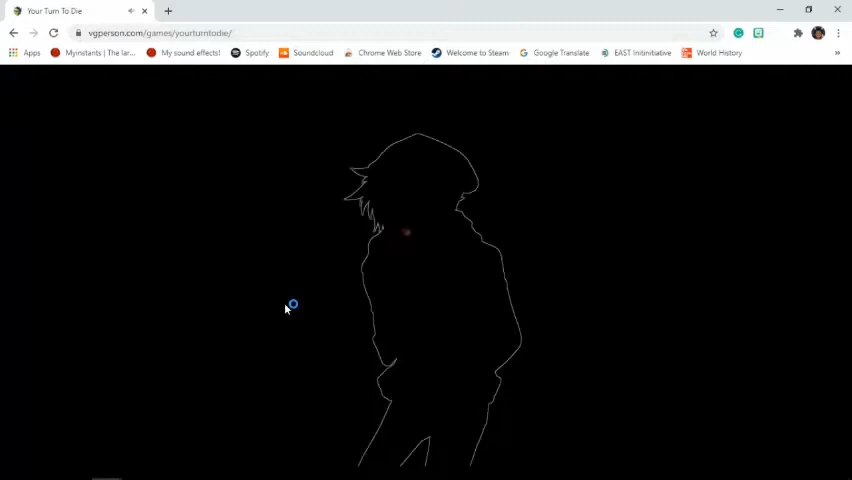 Your Turn To Die
vgperson.com/games/yourturntodie/
Apps
Myinstants | The lar...
My sound effects!
Spotify
Soundcloud
Chrome Web Store
Welcome to Steam
Google Translate
EAST Initinitiative
World History
»